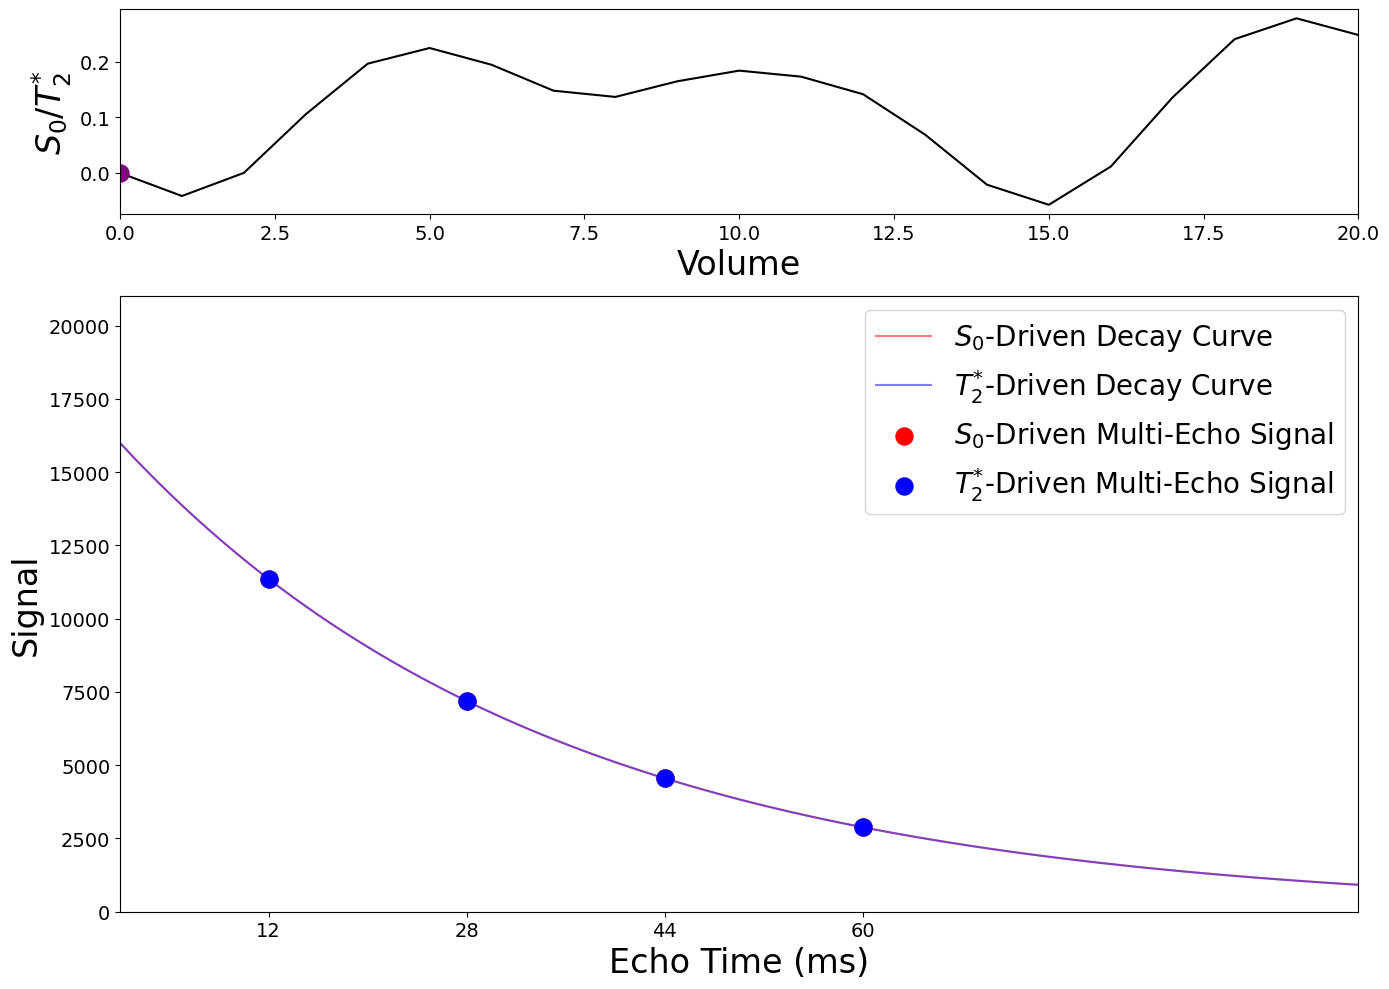 S₀/T₂*
0.2
0.1
0.0
0.0 2.5 5.0 7.5 10.0 12.5 15.0 17.5 20.0
Volume
Signal
20000
17500
15000
12500
10000
7500
5000
2500
0
S₀-Driven Decay Curve
T₂*-Driven Decay Curve
S₀-Driven Multi-Echo Signal
T₂*-Driven Multi-Echo Signal
12 28 44 60
Echo Time (ms)